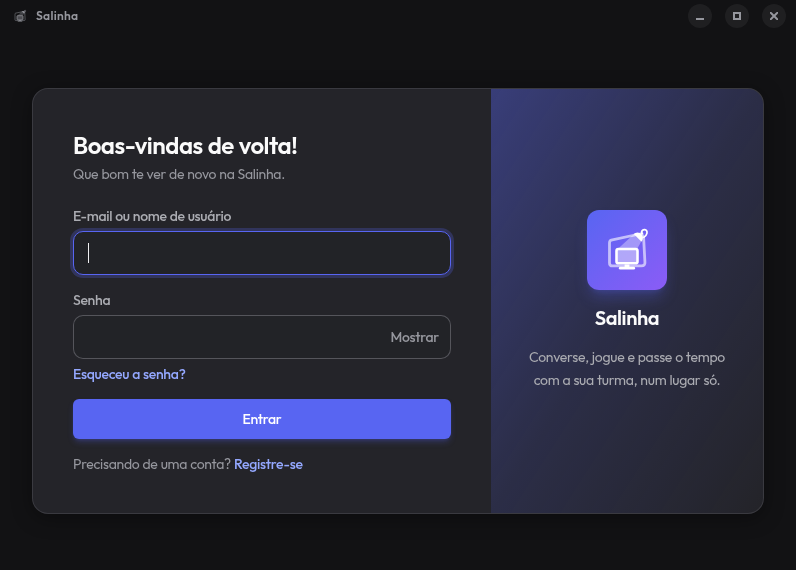 Salinha
Boas-vindas de volta!
Que bom te ver de novo na Salinha.
E-mail ou nome de usuário
Senha
Mostrar
Esqueceu a senha?
Entrar
Precisando de uma conta? Registre-se
Salinha
Converse, jogue e passe o tempo
com a sua turma, num lugar só.